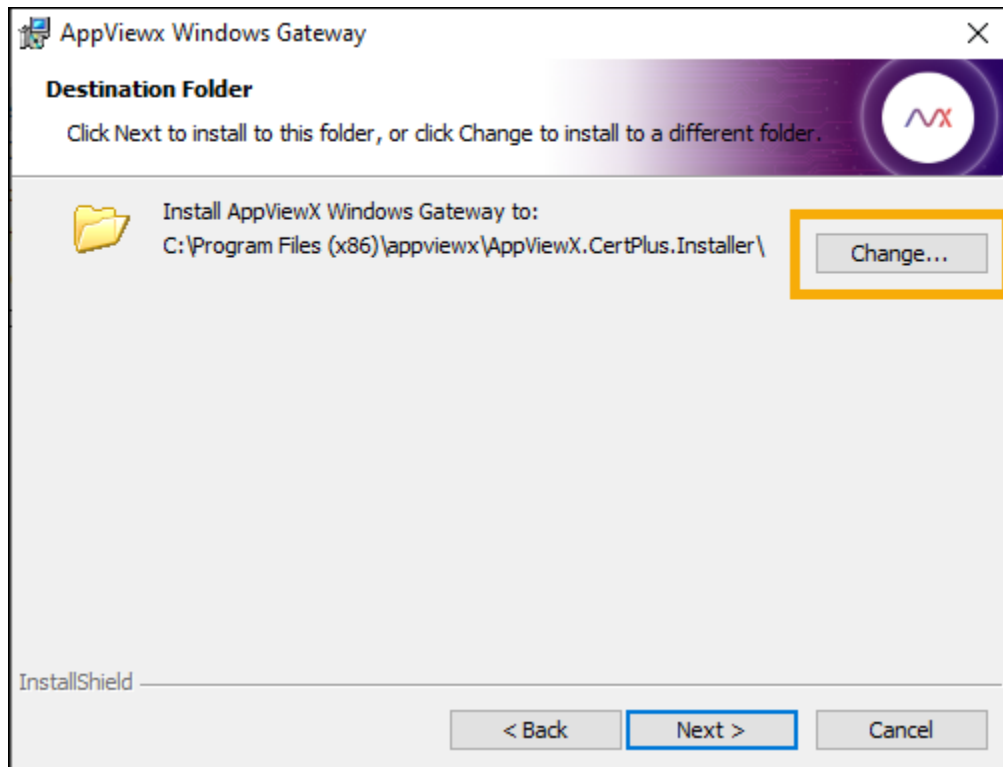 AppViewx Windows Gateway
Destination Folder
Click Next to install to this folder, or click Change to install to a different folder.
Install AppViewX Windows Gateway to:
C:\Program Files (x86)\appviewx\AppViewX.CertPlus.Installer\
Change...
InstallShield
< Back
Next >
Cancel